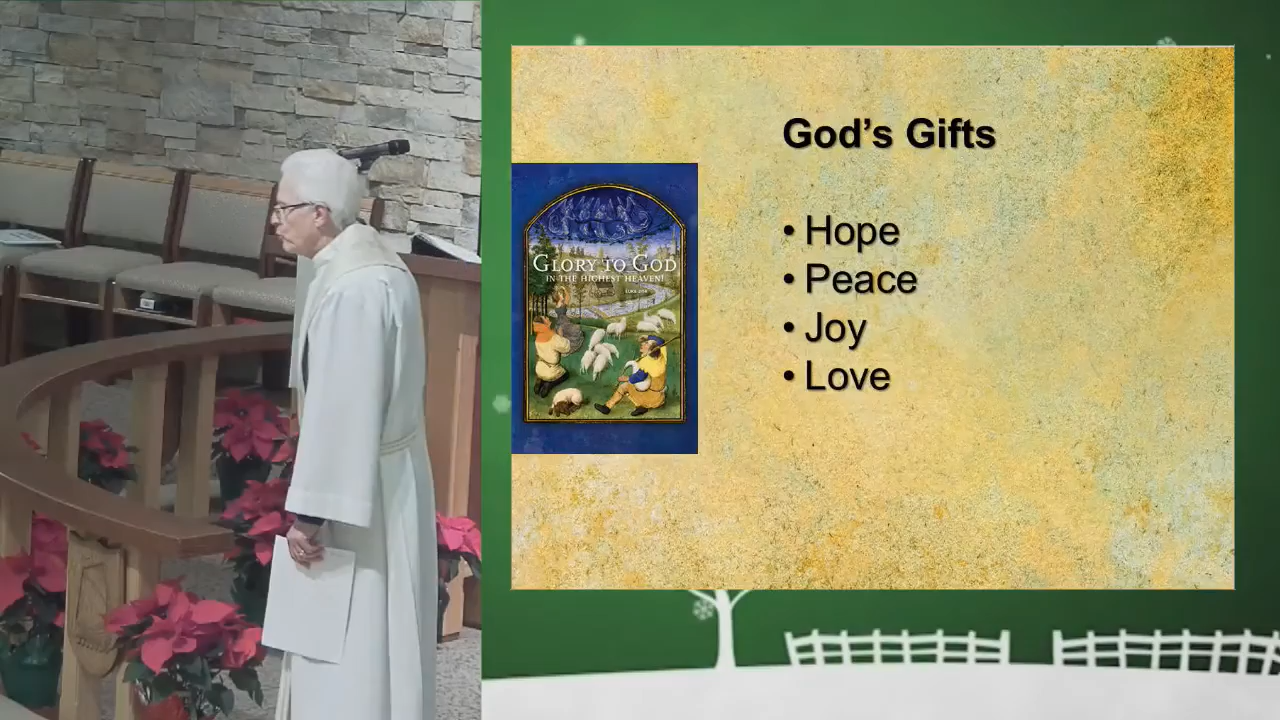 God's Gifts
• Hope
• Peace
• Joy
• Love
GLORY TO GOD
IN THE HIGHEST HEAVEN!